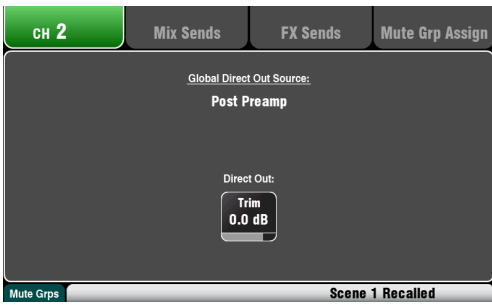 CH 2 Mix Sends FX Sends Mute Grp Assign
Global Direct Out Source:
Post Preamp
Direct Out:
Trim
0.0 dB
Mute Grps Scene 1 Recalled